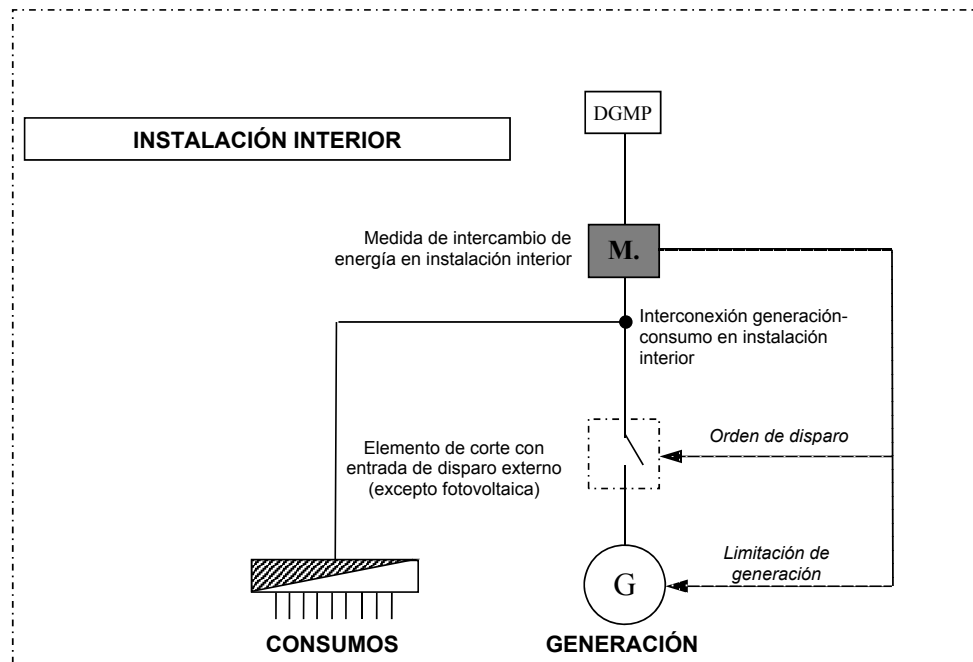 DGMP
INSTALACIÓN INTERIOR
Medida de intercambio de
energía en instalación interior
M.
Interconexión generación-
consumo en instalación
interior
Elemento de corte con
entrada de disparo externo
(excepto fotovoltaica)
Orden de disparo
Limitación de
generación
G
CONSUMOS
GENERACIÓN